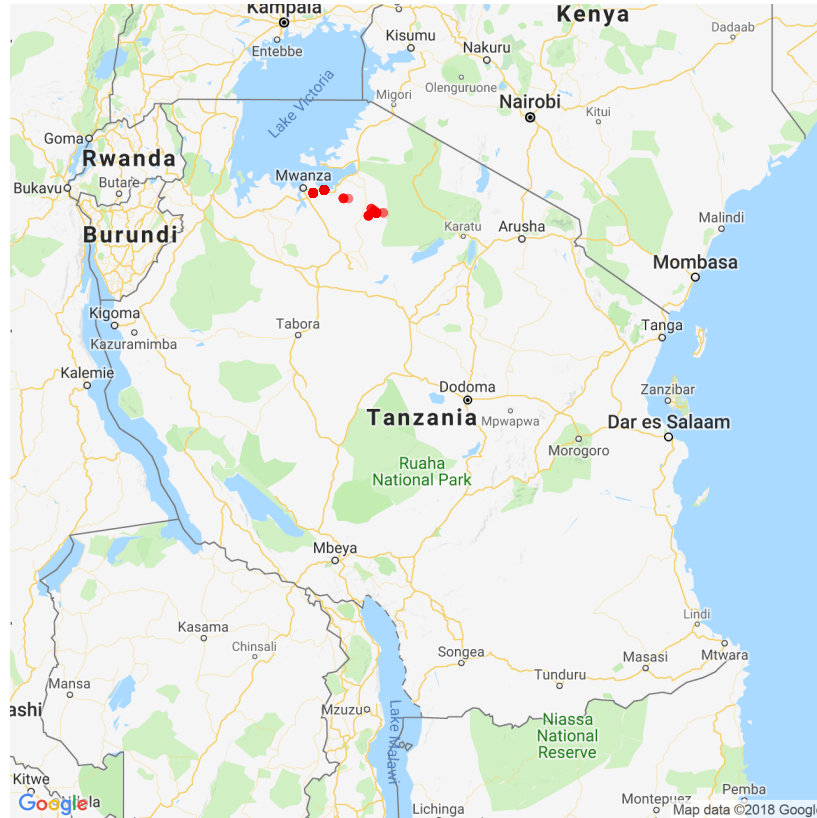 Kampala
Kenya
Dadaab
Entebbe
Kisumu
Nakuru
Olenguruone
Migori
Nairobi
Kitui
Lake Victoria
Goma
Rwanda
Bukavu
Butare
Mwanza
Burundi
Karatu
Arusha
Malindi
Mombasa
Kigoma
Kazuramimba
Tabora
Tanga
Kalemie
Dodoma
Zanzibar
Tanzania
Mpwapwa
Dar es Salaam
Morogoro
Ruaha
National Park
Mbeya
Kasama
Chinsali
Lindi
Songea
Masasi
Mtwara
Mansa
Tunduru
ashi
Mzuzu
Lake Malawi
Niassa
National
Reserve
Kitwe
Google
Pemba
Montepuez
Lichinga
Map data ©2018 Google